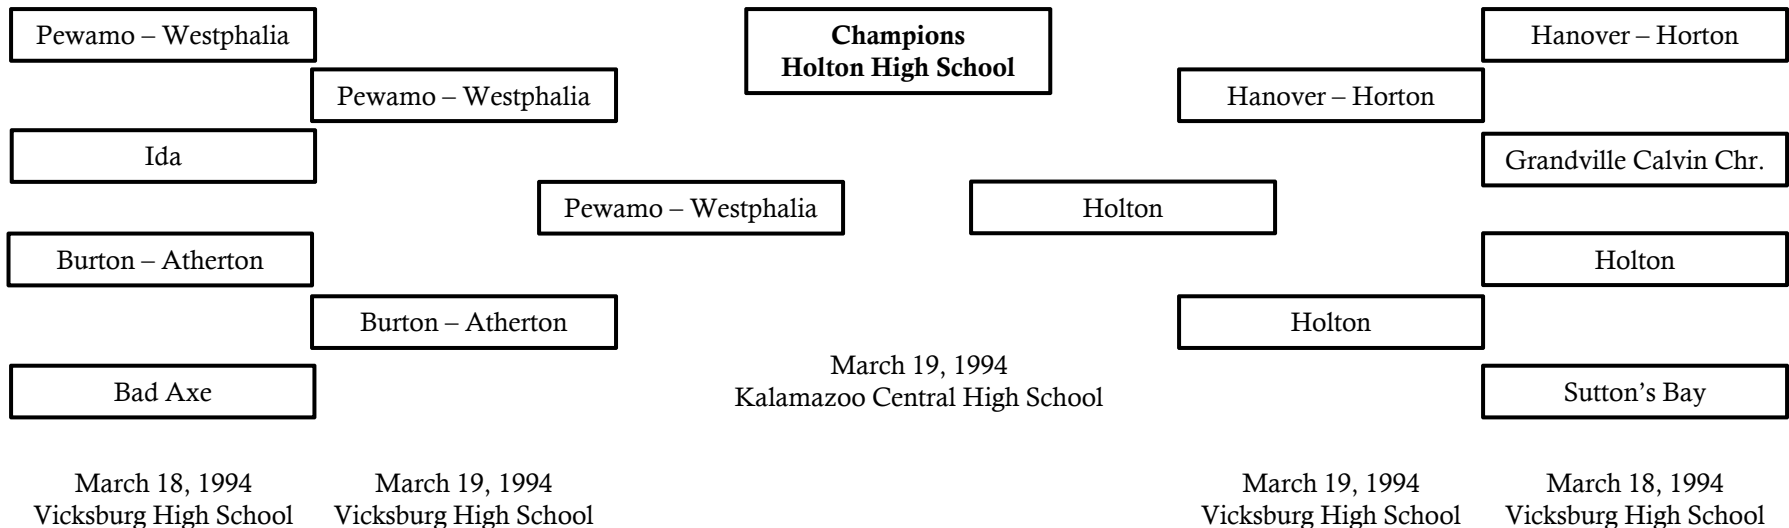 Pewamo – Westphalia
Champions
Holton High School
Hanover – Horton
Pewamo – Westphalia
Hanover – Horton
Ida
Grandville Calvin Chr.
Pewamo – Westphalia
Holton
Burton – Atherton
Holton
Burton – Atherton
Holton
March 19, 1994
Kalamazoo Central High School
Bad Axe
Sutton’s Bay
March 18, 1994
Vicksburg High School
March 19, 1994
Vicksburg High School
March 19, 1994
Vicksburg High School
March 18, 1994
Vicksburg High School